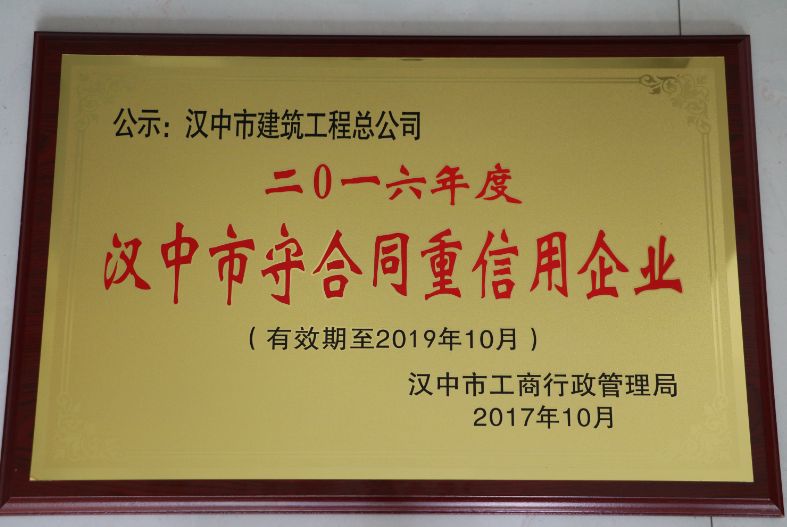 公示：汉中市建筑工程总公司
二0一六年度
汉中市守合同重信用企业
（有效期至2019年10月）
汉中市工商行政管理局
2017年10月